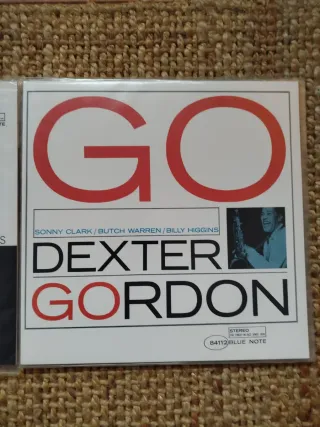 GO
SONNY CLARK/BUTCH WARREN/BILLY HIGGINS
DEXTER
GORDON
STEREO
84112 BLUE NOTE
S